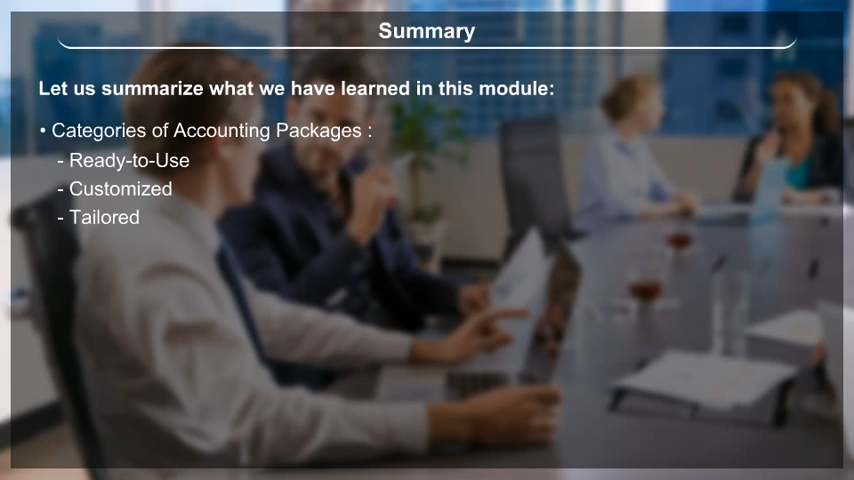 Summary
Let us summarize what we have learned in this module:
• Categories of Accounting Packages :
- Ready-to-Use
- Customized
- Tailored